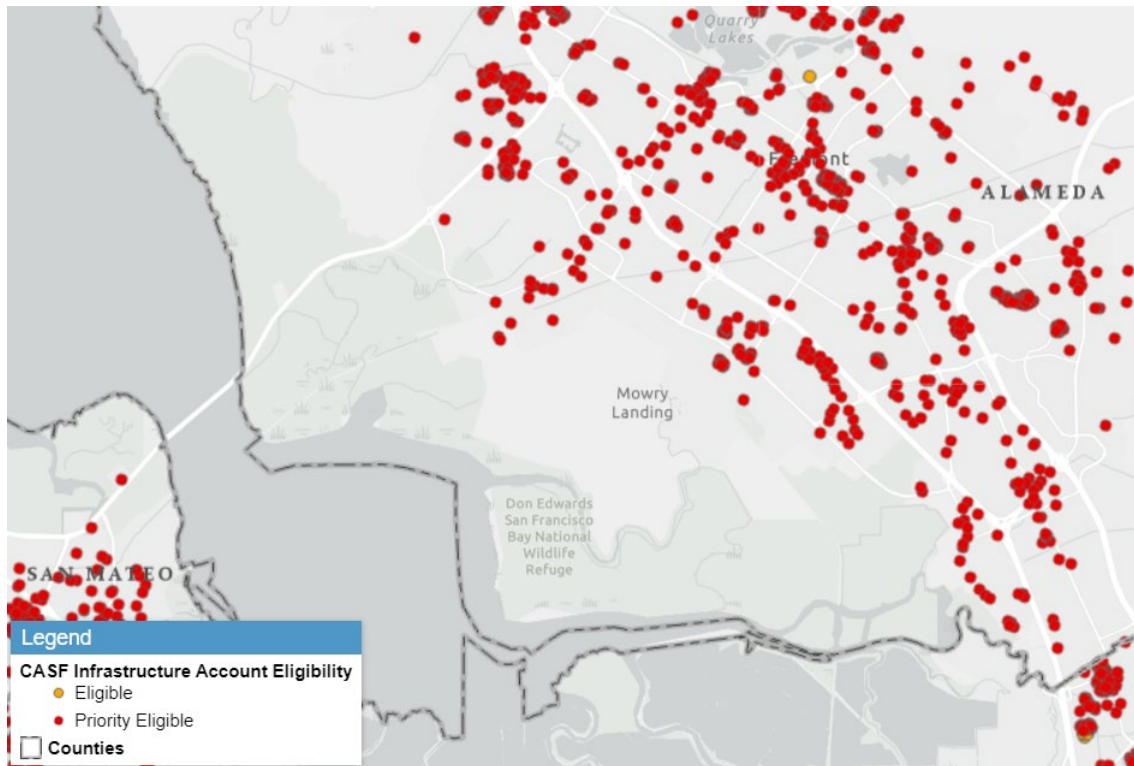 Quarry
Lakes
Fremont
ALAMEDA
Mowry
Landing
Don Edwards
San Francisco
Bay National
Wildlife
Refuge
SAN MATEO
Legend
CASF Infrastructure Account Eligibility
Eligible
Priority Eligible
Counties